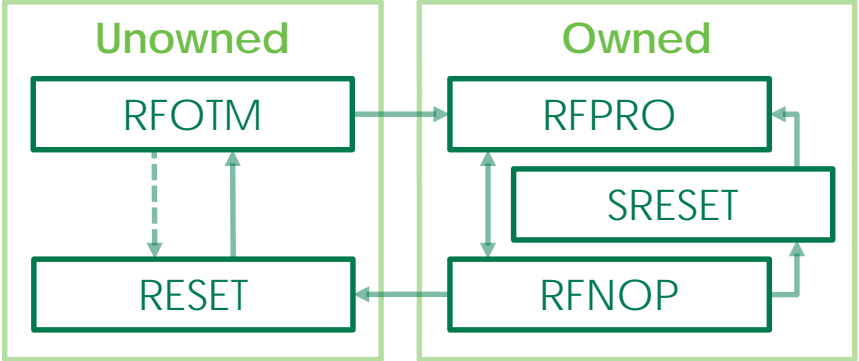 Unowned
Owned
RFOTM
RFPRO
SRESET
RESET
RFNOP